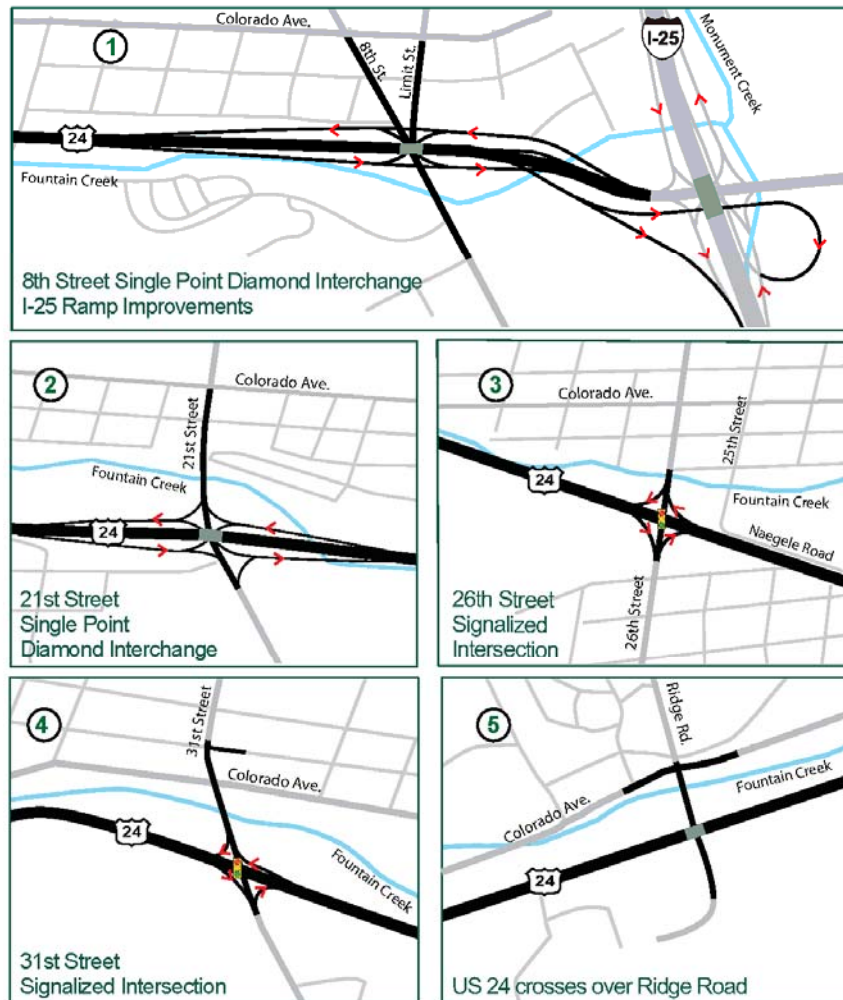 1
Colorado Ave.
I-25
8th St.
Limit St.
Monument Creek
24
Fountain Creek
8th Street Single Point Diamond Interchange
I-25 Ramp Improvements
2
Colorado Ave.
21st Street
Fountain Creek
24
21st Street
Single Point
Diamond Interchange
3
Colorado Ave.
25th Street
24
Fountain Creek
Naegele Road
26th Street
26th Street
Signalized
Intersection
4
31st Street
Colorado Ave.
24
Fountain Creek
31st Street
Signalized Intersection
5
Ridge Rd.
Fountain Creek
Colorado Ave.
24
US 24 crosses over Ridge Road